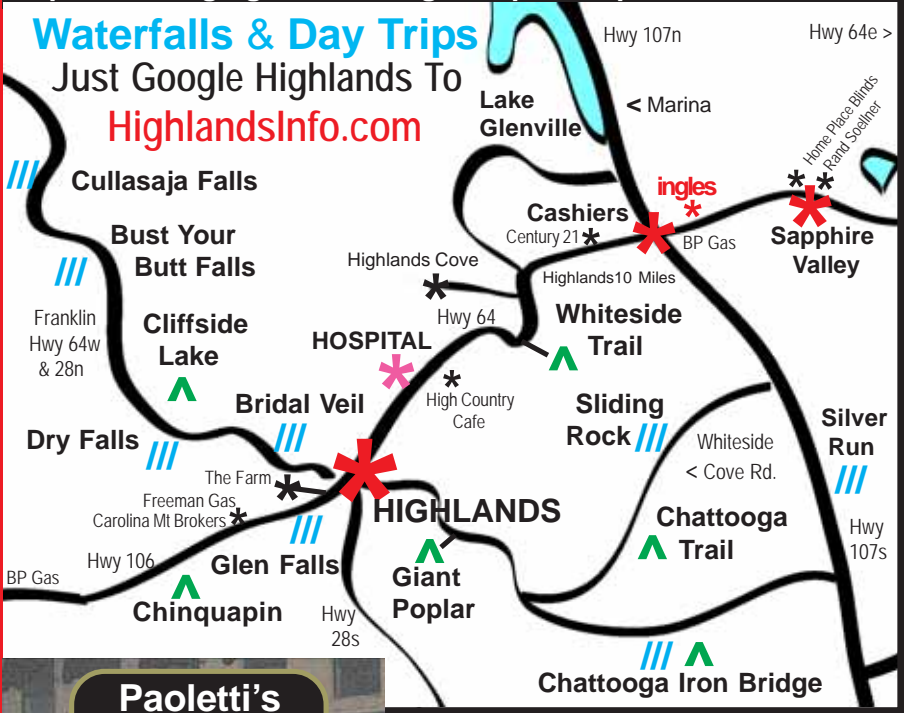 Waterfalls & Day Trips
Just Google Highlands To
HighlandsInfo.com
Hwy 107n
Hwy 64e >
Lake
Glenville
< Marina
Home Place Blinds
Rand Soellner
Cullasaja Falls
ingles
Cashiers
Century 21
BP Gas
Sapphire
Valley
Bust Your
Butt Falls
Highlands Cove
Highlands10 Miles
Franklin
Hwy 64w
& 28n
Cliffside
Lake
Hwy 64
Whiteside
Trail
HOSPITAL
High Country
Cafe
Bridal Veil
Sliding
Rock
Silver
Run
Dry Falls
Whiteside
< Cove Rd.
The Farm
Freeman Gas
Carolina Mt Brokers
HIGHLANDS
Chattooga
Trail
Hwy
107s
Hwy 106
Glen Falls
BP Gas
Giant
Poplar
Chinquapin
Hwy
28s
Chattooga Iron Bridge
Paoletti's